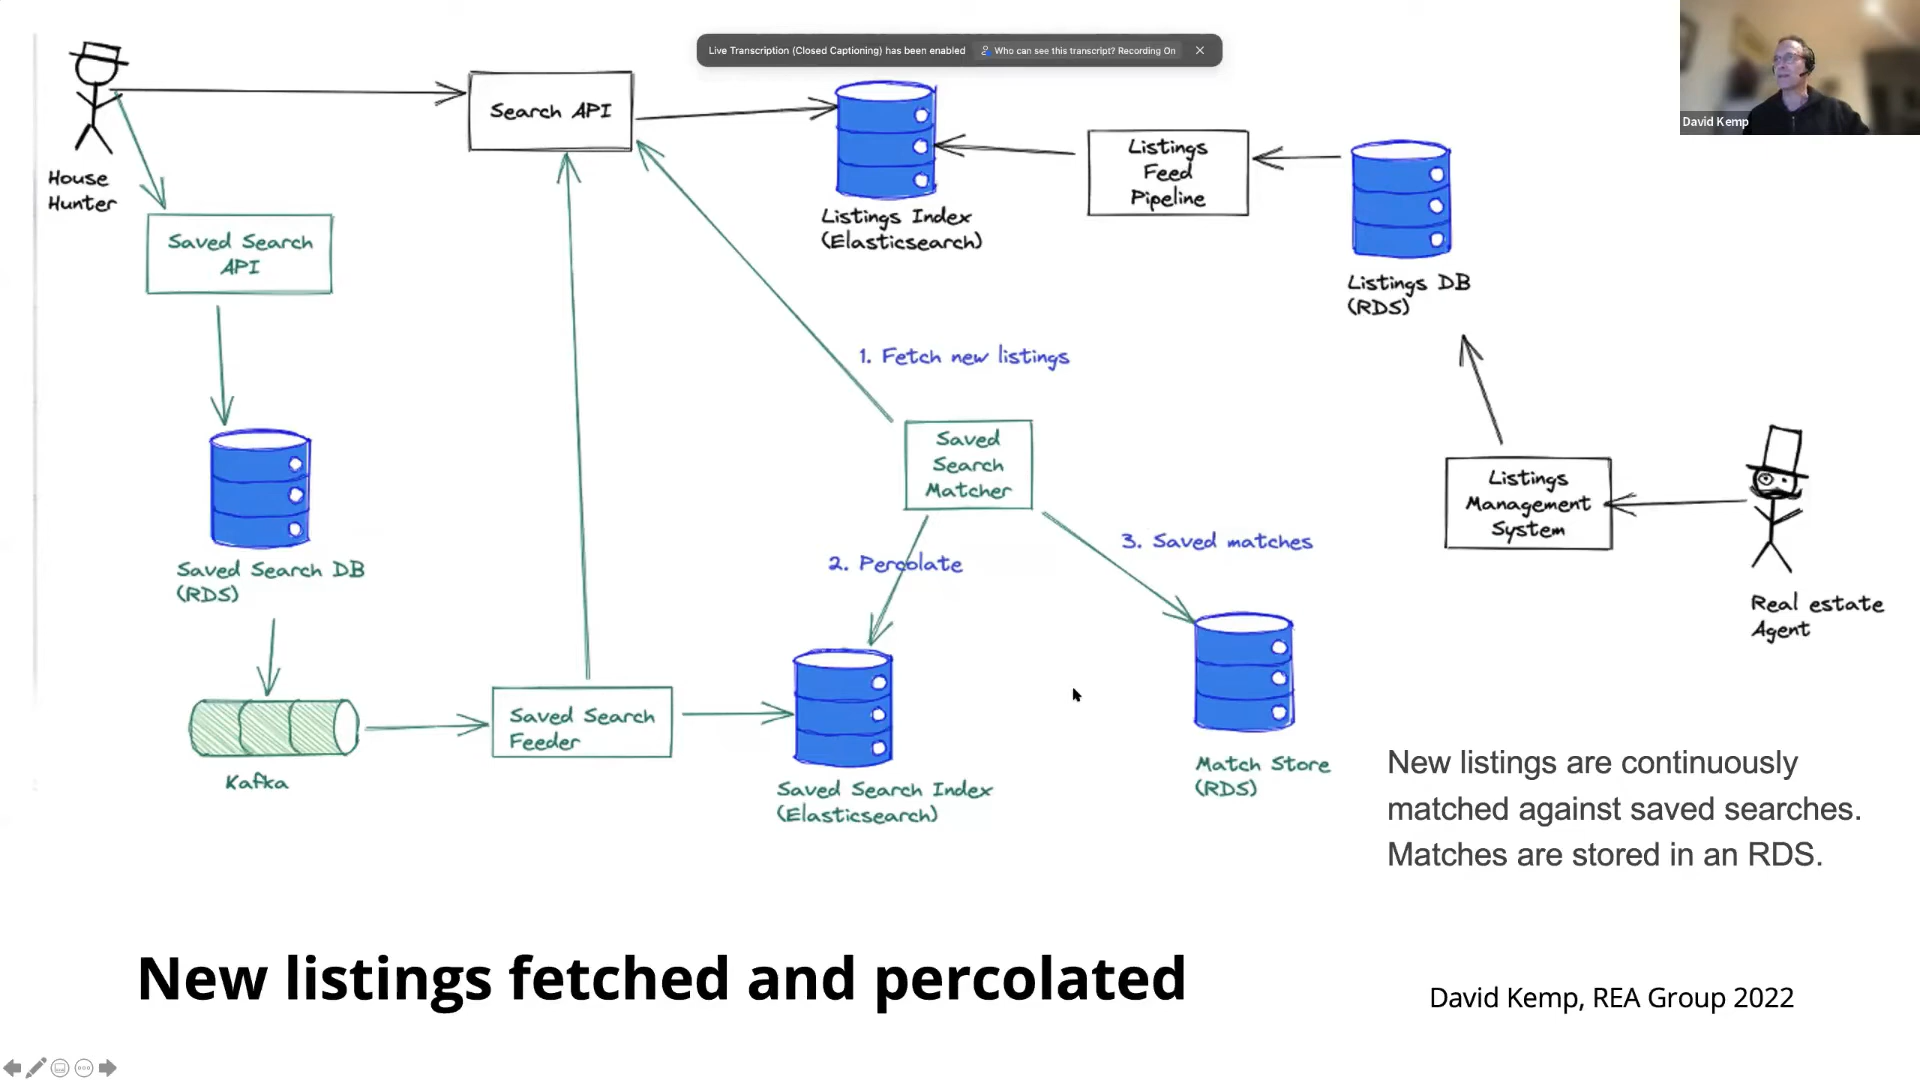 Live Transcription (Closed Captioning) has been enabled
Who can see this transcript? Recording On
David Kemp
House
Hunter
Search API
Listings Index
(Elasticsearch)
Listings
Feed
Pipeline
Listings DB
(RDS)
Saved Search
API
1. Fetch new listings
Saved
Search
Matcher
Listings
Management
System
Real estate
Agent
Saved Search DB
(RDS)
2. Percolate
3. Saved matches
Kafka
Saved Search
Feeder
Saved Search Index
(Elasticsearch)
Match Store
(RDS)
New listings are continuously
matched against saved searches.
Matches are stored in an RDS.
New listings fetched and percolated
David Kemp, REA Group 2022